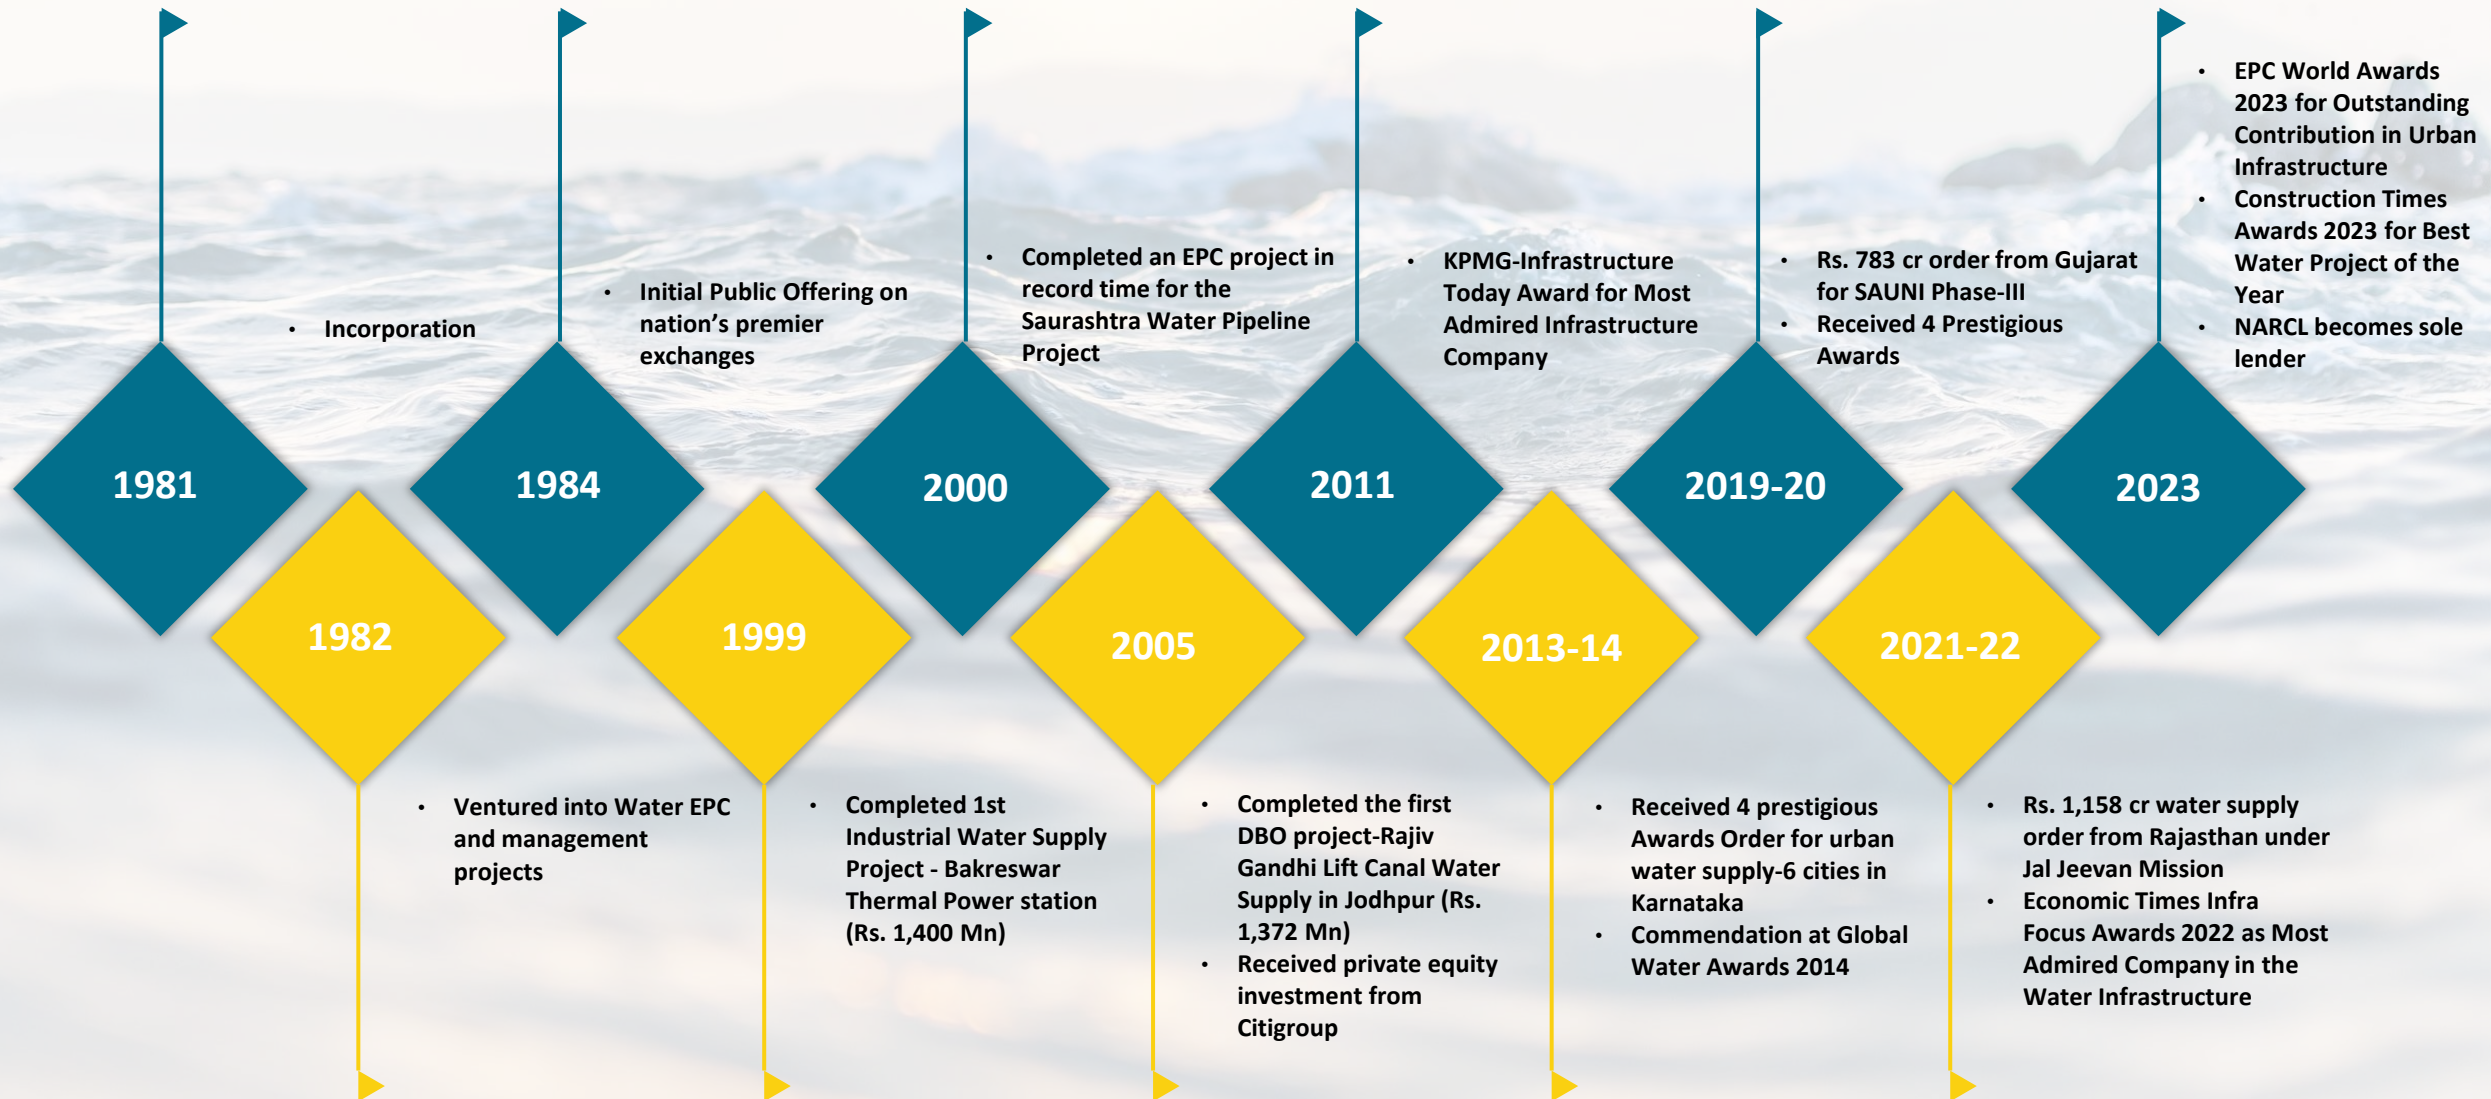 1981
• Incorporation
1982
• Ventured into Water EPC
and management
projects
1984
• Initial Public Offering on
nation’s premier
exchanges
1999
• Completed 1st
Industrial Water Supply
Project - Bakreswar
Thermal Power station
(Rs. 1,400 Mn)
2000
• Completed an EPC project in
record time for the
Saurashtra Water Pipeline
Project
2005
• Completed the first
DBO project-Rajiv
Gandhi Lift Canal Water
Supply in Jodhpur (Rs.
1,372 Mn)
• Received private equity
investment from
Citigroup
2011
• KPMG-Infrastructure
Today Award for Most
Admired Infrastructure
Company
2013-14
• Received 4 prestigious
Awards Order for urban
water supply-6 cities in
Karnataka
• Commendation at Global
Water Awards 2014
2019-20
• Rs. 783 cr order from Gujarat
for SAUNI Phase-III
• Received 4 Prestigious
Awards
2021-22
• Rs. 1,158 cr water supply
order from Rajasthan under
Jal Jeevan Mission
• Economic Times Infra
Focus Awards 2022 as Most
Admired Company in the
Water Infrastructure
2023
• EPC World Awards
2023 for Outstanding
Contribution in Urban
Infrastructure
• Construction Times
Awards 2023 for Best
Water Project of the
Year
• NARCL becomes sole
lender